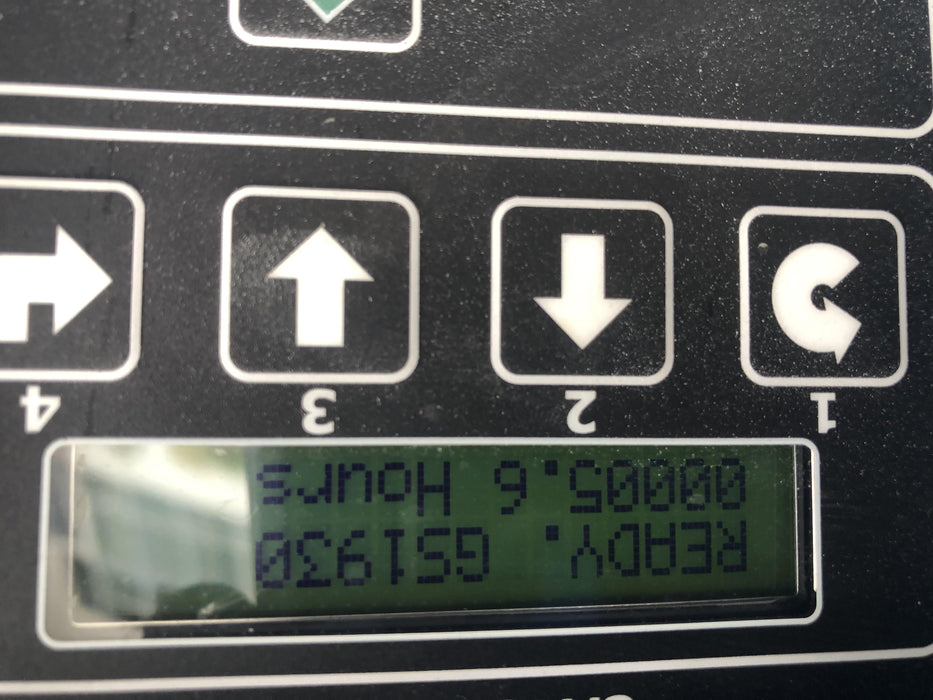 READY. GS1930
00005.6 Hours
1 2 3 4